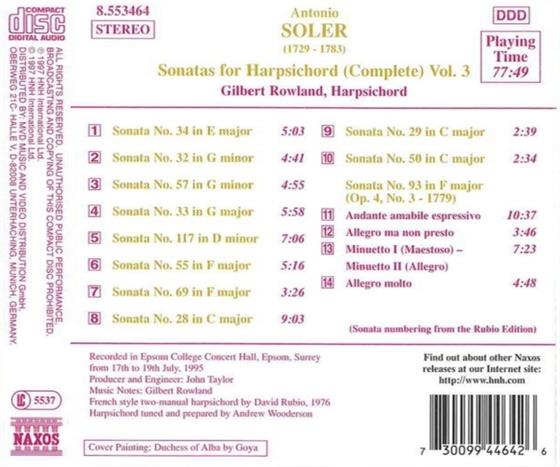 COMPACT
disc
DIGITAL AUDIO
8.553464
STEREO
Antonio
SOLER
(1729 - 1783)
Sonatas for Harpsichord (Complete) Vol. 3
Gilbert Rowland, Harpsichord
DDD
Playing
Time
77:49
1 Sonata No. 34 in E major 5:03
2 Sonata No. 32 in G minor 4:41
3 Sonata No. 57 in G minor 4:55
4 Sonata No. 33 in G major 5:58
5 Sonata No. 117 in D minor 7:06
6 Sonata No. 55 in F major 5:16
7 Sonata No. 69 in F major 3:26
8 Sonata No. 28 in C major 9:03
9 Sonata No. 29 in C major 2:39
10 Sonata No. 50 in C major 2:34
Sonata No. 93 in F major
(Op. 4, No. 3 - 1779)
11 Andante amabile espressivo 10:37
12 Allegro ma non presto 3:46
13 Minuetto I (Maestoso) – 7:23
Minuetto II (Allegro)
14 Allegro molto 4:48
(Sonata numbering from the Rubio Edition)
Recorded in Epsom College Concert Hall, Epsom, Surrey
from 17th to 19th July, 1995
Producer and Engineer: John Taylor
Music Notes: Gilbert Rowland
French style two-manual harpsichord by David Rubio, 1976
Harpsichord tuned and prepared by Andrew Wooderson
Cover Painting: Duchess of Alba by Goya
Find out about other Naxos
releases at our Internet site:
http://www.hnh.com
7 30099 44642 6
ALL RIGHTS RESERVED. UNAUTHORISED PUBLIC PERFORMANCE,
BROADCASTING AND COPYING OF THIS COMPACT DISC PROHIBITED.
℗ 1997 HNH International Ltd.
© 1997 HNH International Ltd.
DISTRIBUTED BY: MVD MUSIC AND VIDEO DISTRIBUTION GmbH,
OBERWEG 21C- HALLE V, D-82008 UNTERHACHING, MUNICH, GERMANY.
LC 5537
NAXOS